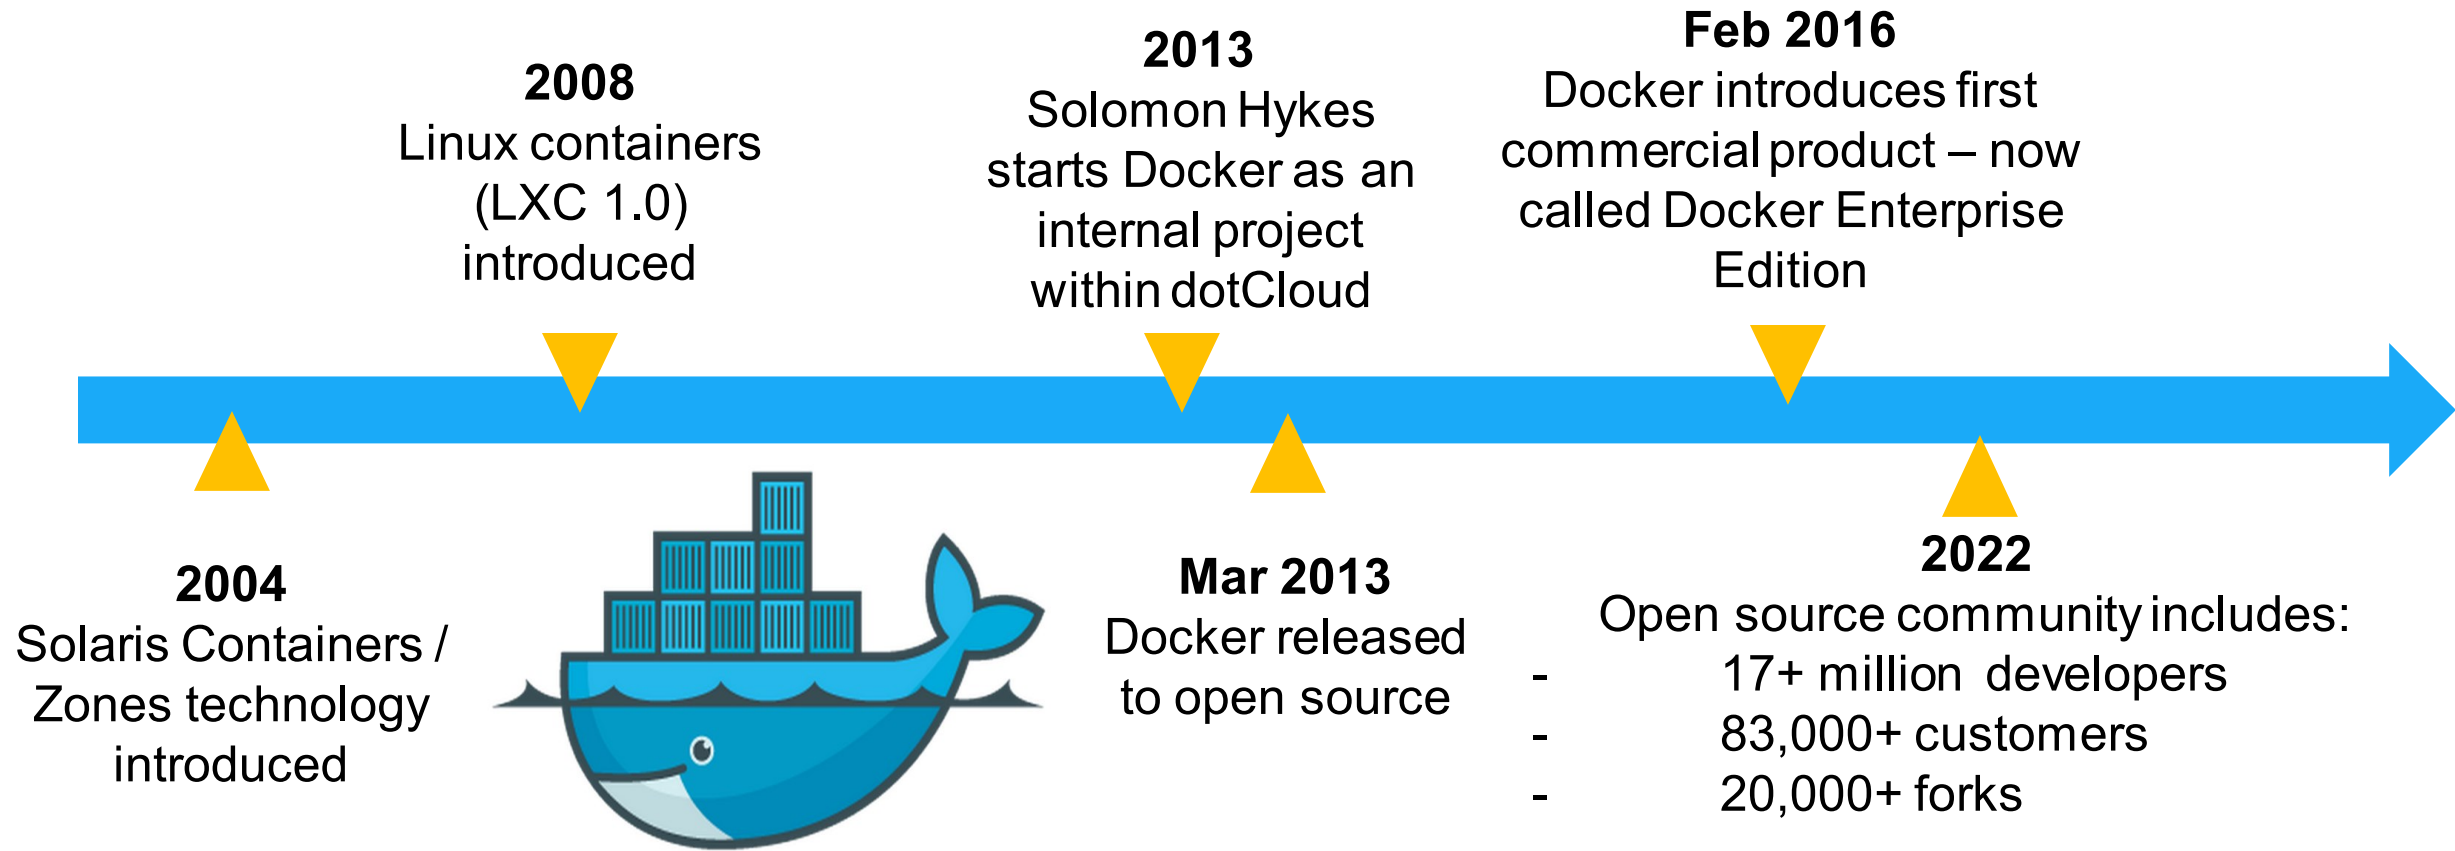 2004
Solaris Containers /
Zones technology
introduced
2008
Linux containers
(LXC 1.0)
introduced
2013
Solomon Hykes
starts Docker as an
internal project
within dotCloud
Mar 2013
Docker released
to open source
Feb 2016
Docker introduces first
commercial product – now
called Docker Enterprise
Edition
2022
Open source community includes:
- 17+ million developers
- 83,000+ customers
- 20,000+ forks